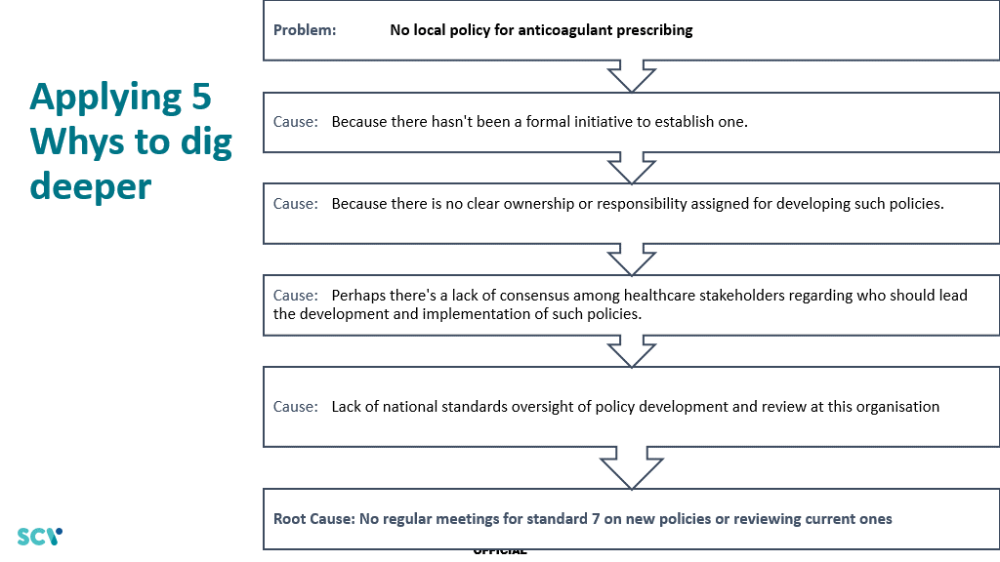 Applying 5
Whys to dig
deeper
Problem: No local policy for anticoagulant prescribing
Cause: Because there hasn't been a formal initiative to establish one.
Cause: Because there is no clear ownership or responsibility assigned for developing such policies.
Cause: Perhaps there's a lack of consensus among healthcare stakeholders regarding who should lead
the development and implementation of such policies.
Cause: Lack of national standards oversight of policy development and review at this organisation
Root Cause: No regular meetings for standard 7 on new policies or reviewing current ones
SCV
OFFICIAL